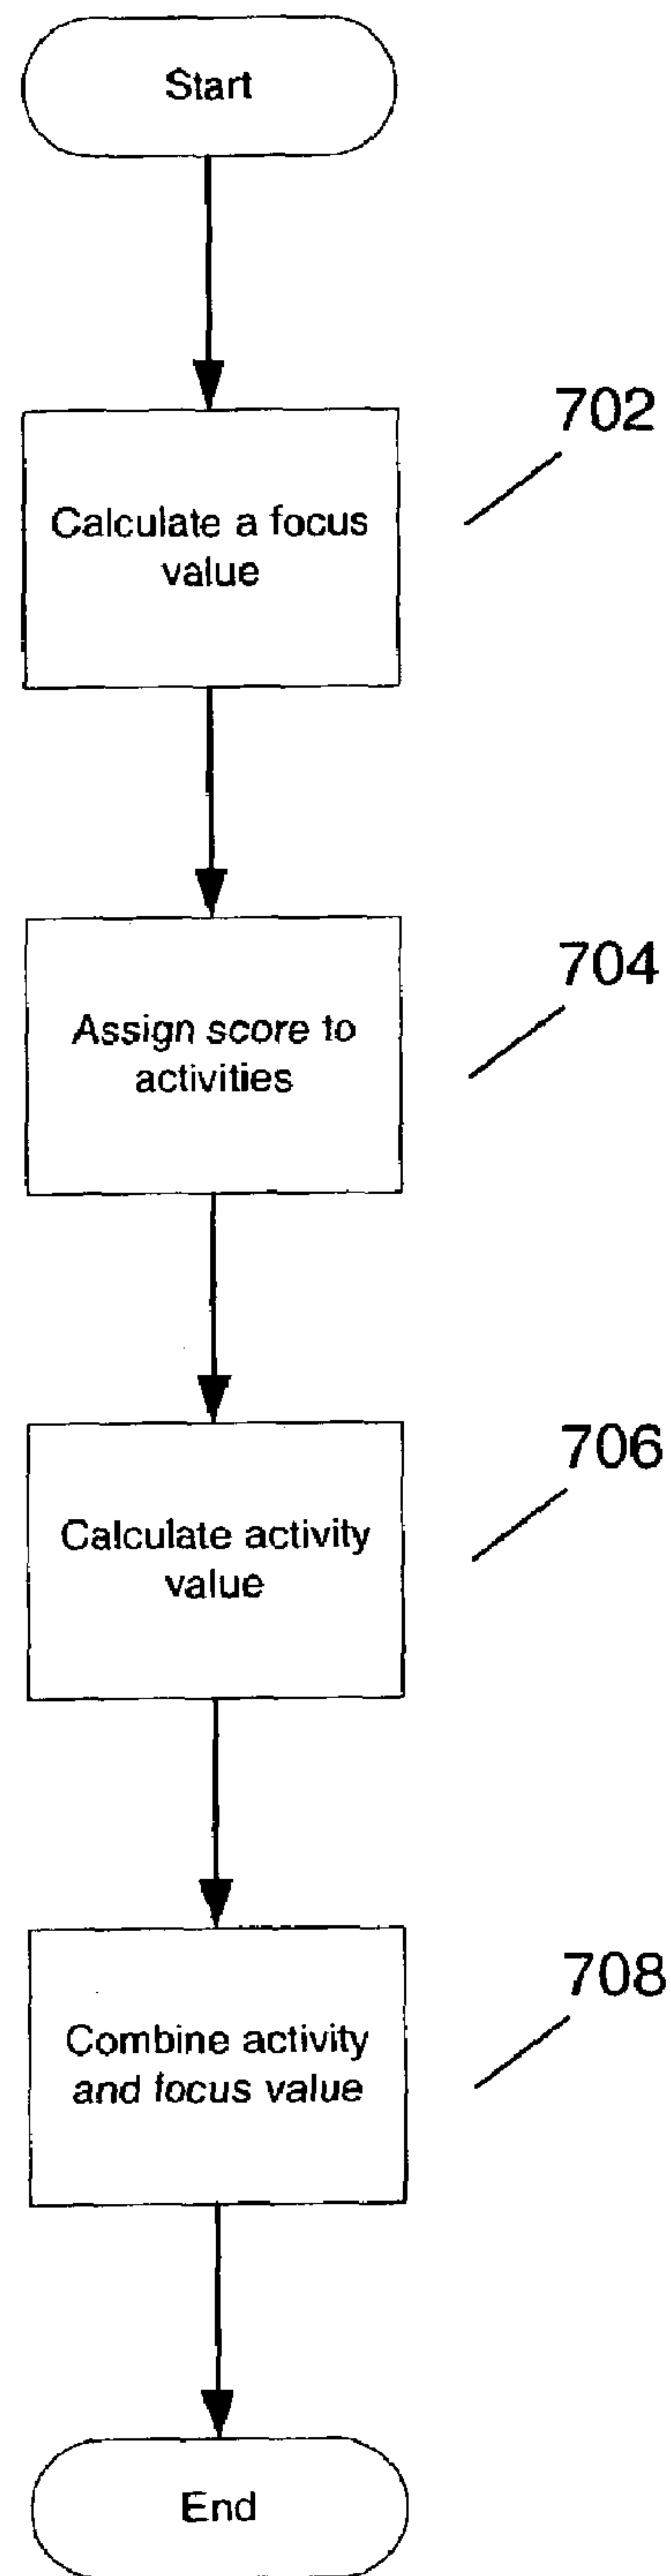 Start
702
Calculate a focus
value
704
Assign score to
activities
706
Calculate activity
value
708
Combine activity
and focus value
End